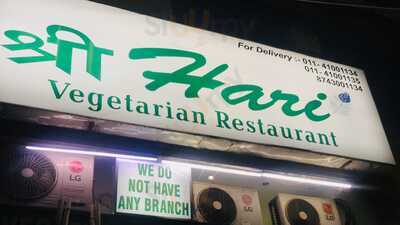 For Delivery :- 011- 41001134
011 - 41001135
8743001134
श्री Hari
Vegetarian Restaurant
WE DO
NOT HAVE
ANY BRANCH
LG
LG
LG